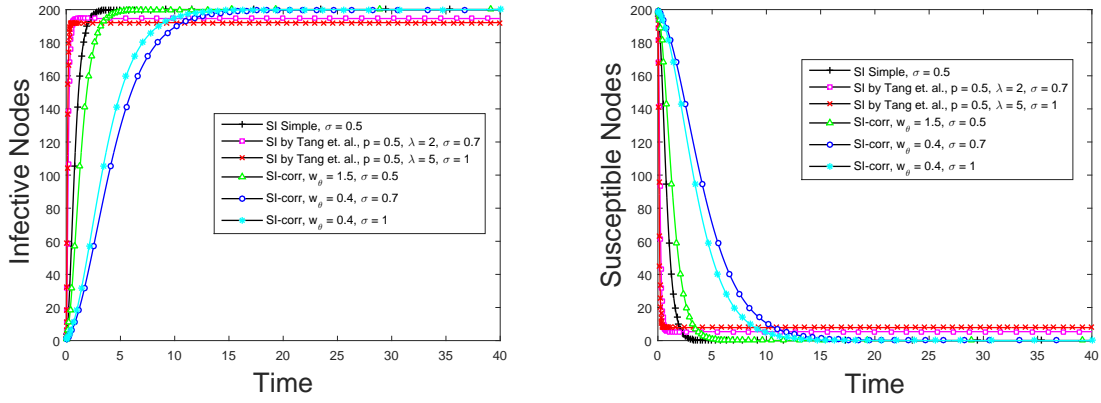 Infective Nodes
200
180
160
140
120
100
80
60
40
20
0
SI Simple, σ = 0.5
SI by Tang et. al., p = 0.5, λ = 2, σ = 0.7
SI by Tang et. al., p = 0.5, λ = 5, σ = 1
SI-corr, wθ = 1.5, σ = 0.5
SI-corr, wθ = 0.4, σ = 0.7
SI-corr, wθ = 0.4, σ = 1
0 5 10 15 20 25 30 35 40
Time
Susceptible Nodes
200
180
160
140
120
100
80
60
40
20
0
SI Simple, σ = 0.5
SI by Tang et. al., p = 0.5, λ = 2, σ = 0.7
SI by Tang et. al., p = 0.5, λ = 5, σ = 1
SI-corr, wθ = 1.5, σ = 0.5
SI-corr, wθ = 0.4, σ = 0.7
SI-corr, wθ = 0.4, σ = 1
0 5 10 15 20 25 30 35 40
Time